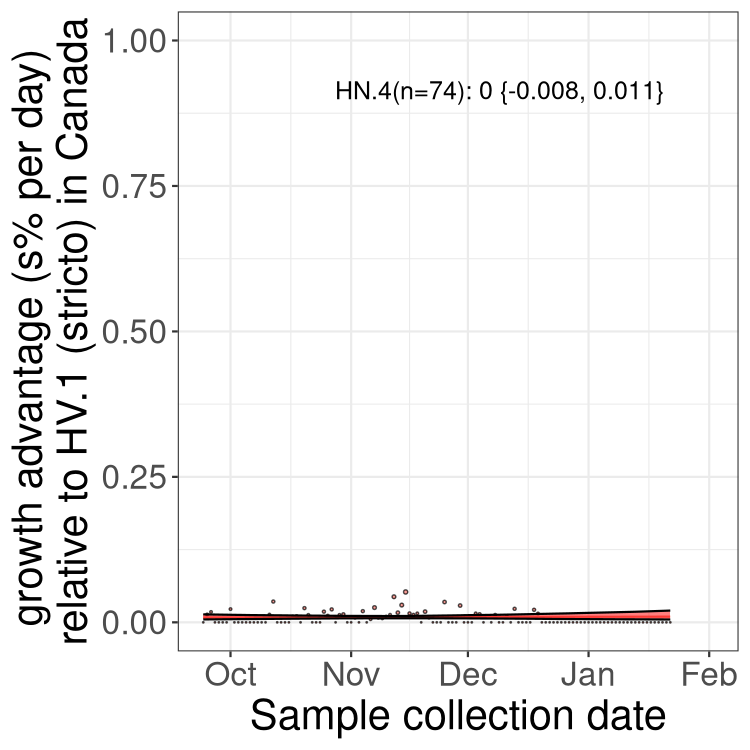 growth advantage (s% per day)
relative to HV.1 (stricto) in Canada
1.00
0.75
0.50
0.25
0.00
HN.4(n=74): 0 {-0.008, 0.011}
Oct Nov Dec Jan Feb
Sample collection date